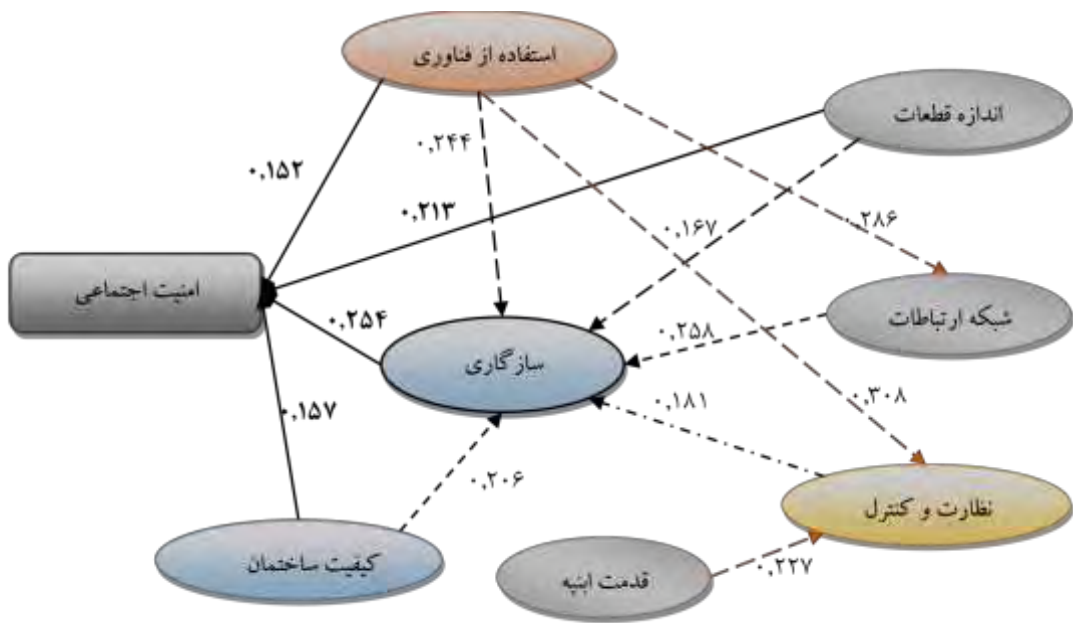 استفاده از فناوری
اندازه قطعات
۰,۲۴۴
۰,۱۵۲
۰,۲۱۳
۰,۱۶۷
۰,۲۸۶
امنیت اجتماعی
شبکه ارتباطات
۰,۲۵۴
۰,۲۵۸
سازگاری
۰,۳۰۸
۰,۱۸۱
۰,۱۵۷
۰,۲۰۶
نظارت و کنترل
کیفیت ساختمان
۰,۲۲۷
قدمت ابنیه